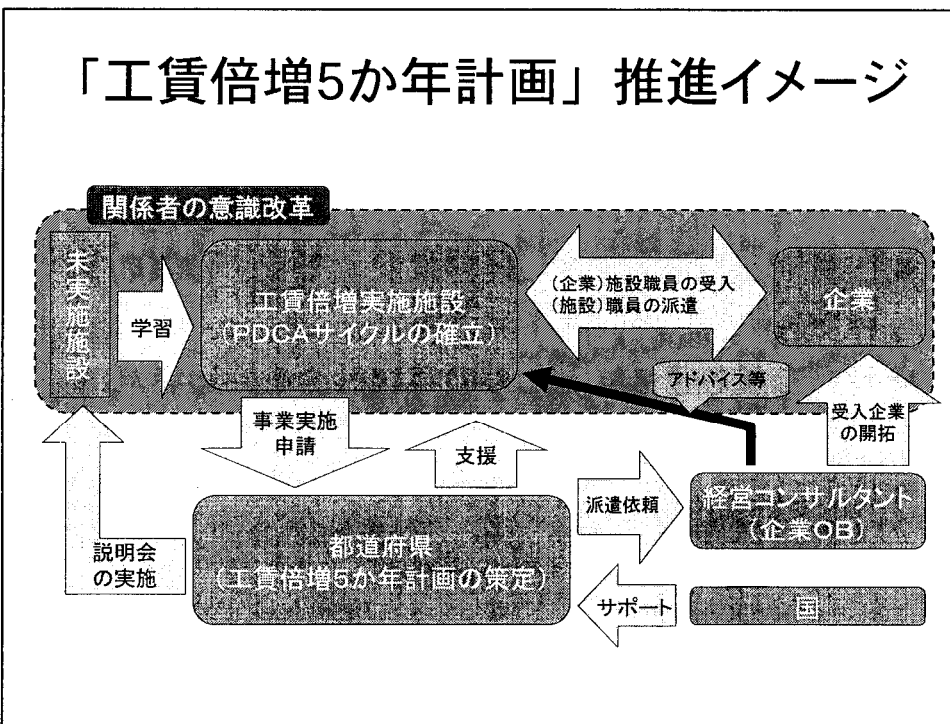 「工賃倍増5か年計画」推進イメージ
関係者の意識改革
未実施施設
学習
工賃倍増実施施設
(PDCAサイクルの確立)
(企業)施設職員の受入
(施設)職員の派遣
企業
アドバイス等
事業実施
申請
支援
受入企業
の開拓
説明会
の実施
都道府県
(工賃倍増5か年計画の策定)
派遣依頼
経営コンサルタント
(企業OB)
サポート
国